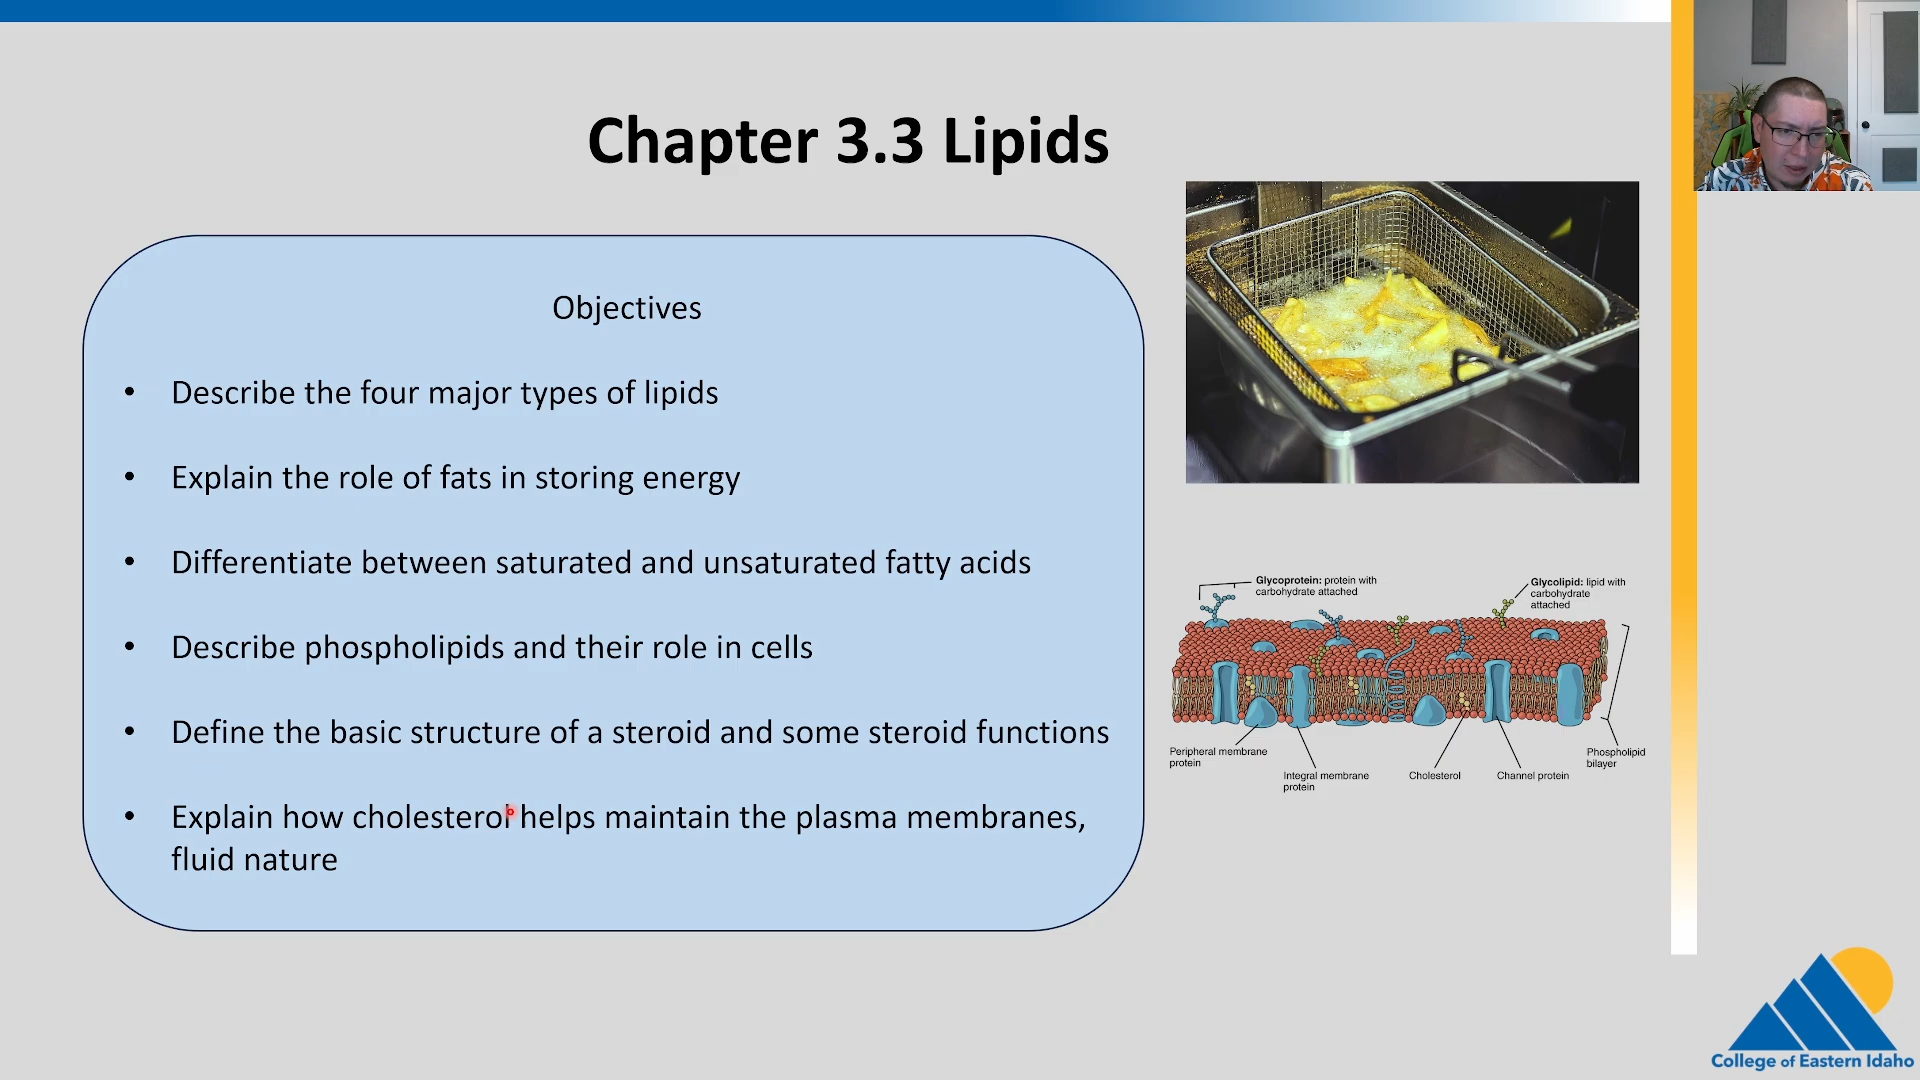 Chapter 3.3 Lipids
Objectives
• Describe the four major types of lipids
• Explain the role of fats in storing energy
• Differentiate between saturated and unsaturated fatty acids
• Describe phospholipids and their role in cells
• Define the basic structure of a steroid and some steroid functions
• Explain how cholesterol helps maintain the plasma membranes,
fluid nature
Glycoprotein: protein with
carbohydrate attached
Glycolipid: lipid with
carbohydrate
attached
Peripheral membrane
protein
Integral membrane
protein
Cholesterol
Channel protein
Phospholipid
bilayer
College of Eastern Idaho